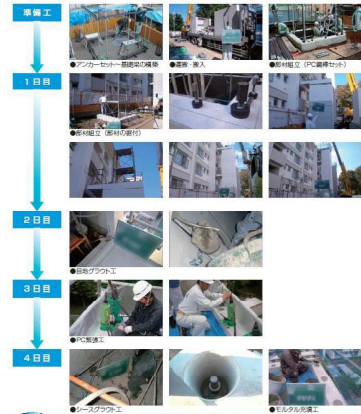 準備工
●アンカーセット～基礎梁の構築
●運搬・搬入
●部材組立（PC鋼棒セット）
1日目
●部材組立（部材の据付）
2日目
●目地グラウト工
3日目
●PC緊張工
4日目
●シースグラウト工
●モルタル充填工